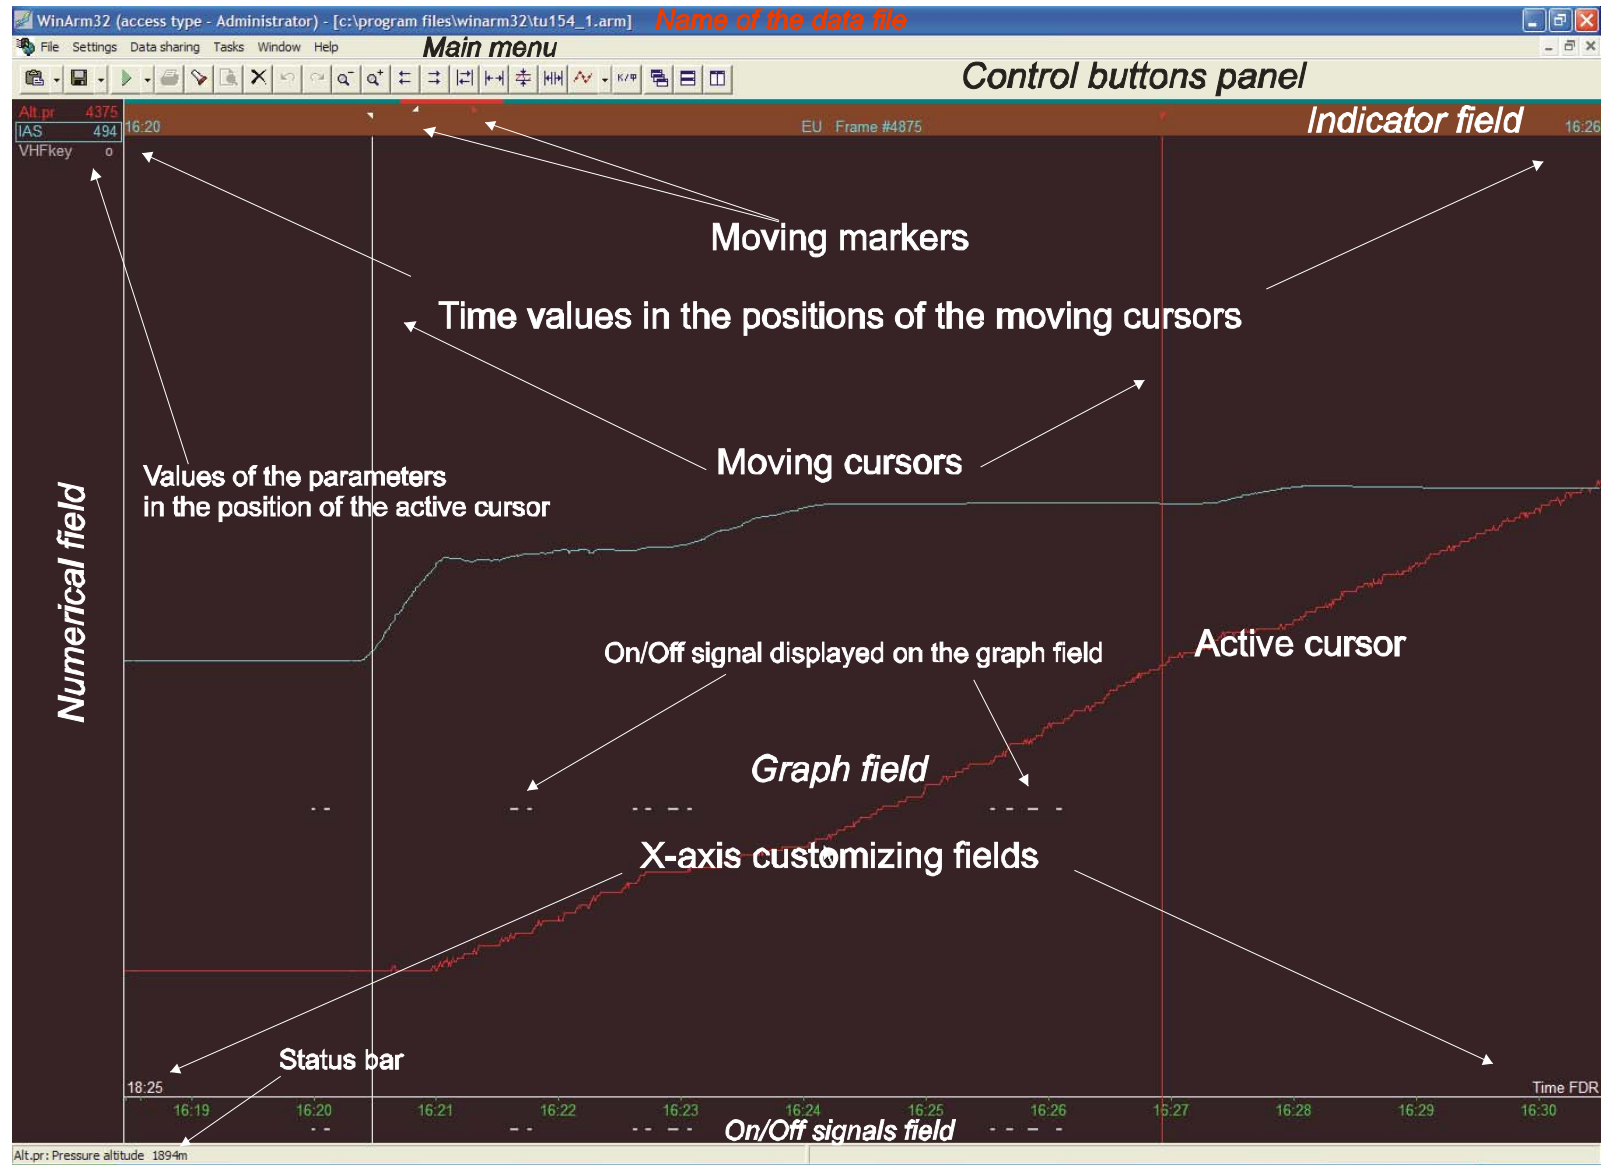 WinArm32 (access type - Administrator) - [c:\program files\winarm32\tu154_1.arm] Name of the data file
File Settings Data sharing Tasks Window Help Main menu
K/Ф Control buttons panel
Alt.pr 4375
IAS 494
VHFkey o
16:20 EU Frame #4875 Indicator field 16:26
Moving markers
Time values in the positions of the moving cursors
Moving cursors
Values of the parameters
in the position of the active cursor
Numerical field
On/Off signal displayed on the graph field
Active cursor
Graph field
X-axis customizing fields
Status bar
18:25 Time FDR
16:19 16:20 16:21 16:22 16:23 16:24 16:25 16:26 16:27 16:28 16:29 16:30
On/Off signals field
Alt.pr: Pressure altitude 1894m